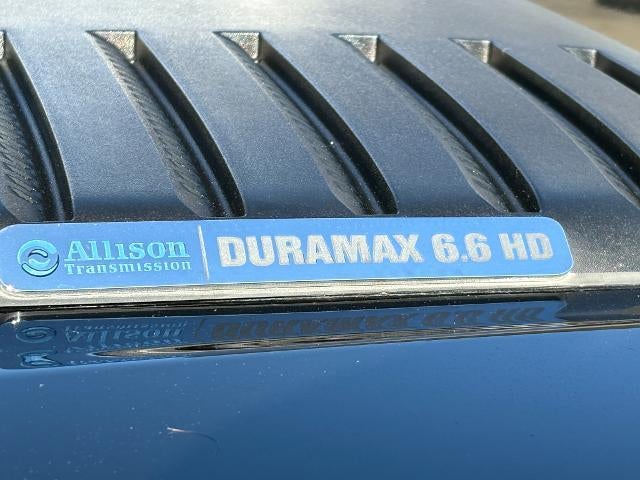 Allison
Transmission
DURAMAX 6.6 HD